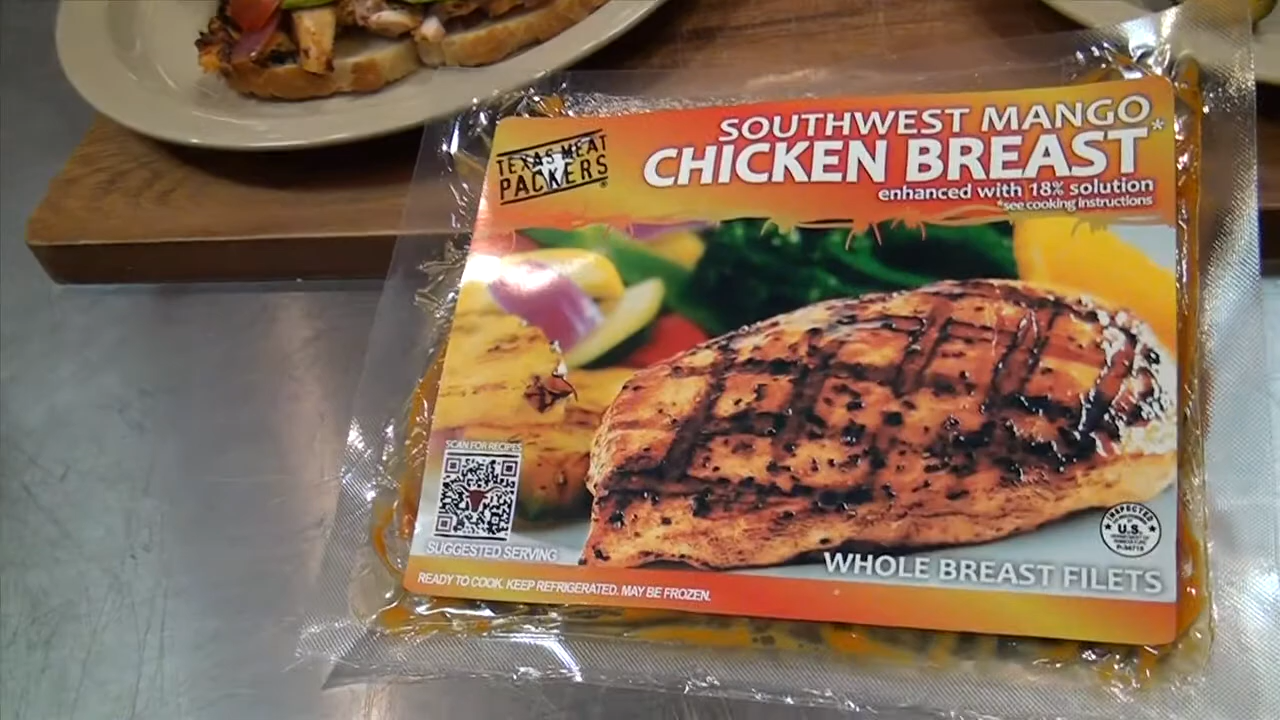 SOUTHWEST MANGO
CHICKEN BREAST*
enhanced with 18% solution
*see cooking instructions
TEXAS MEAT
PACKERS®
SCAN FOR RECIPES
SUGGESTED SERVING
INSPECTED
U.S.
WHOLE BREAST FILETS
READY TO COOK. KEEP REFRIGERATED. MAY BE FROZEN.